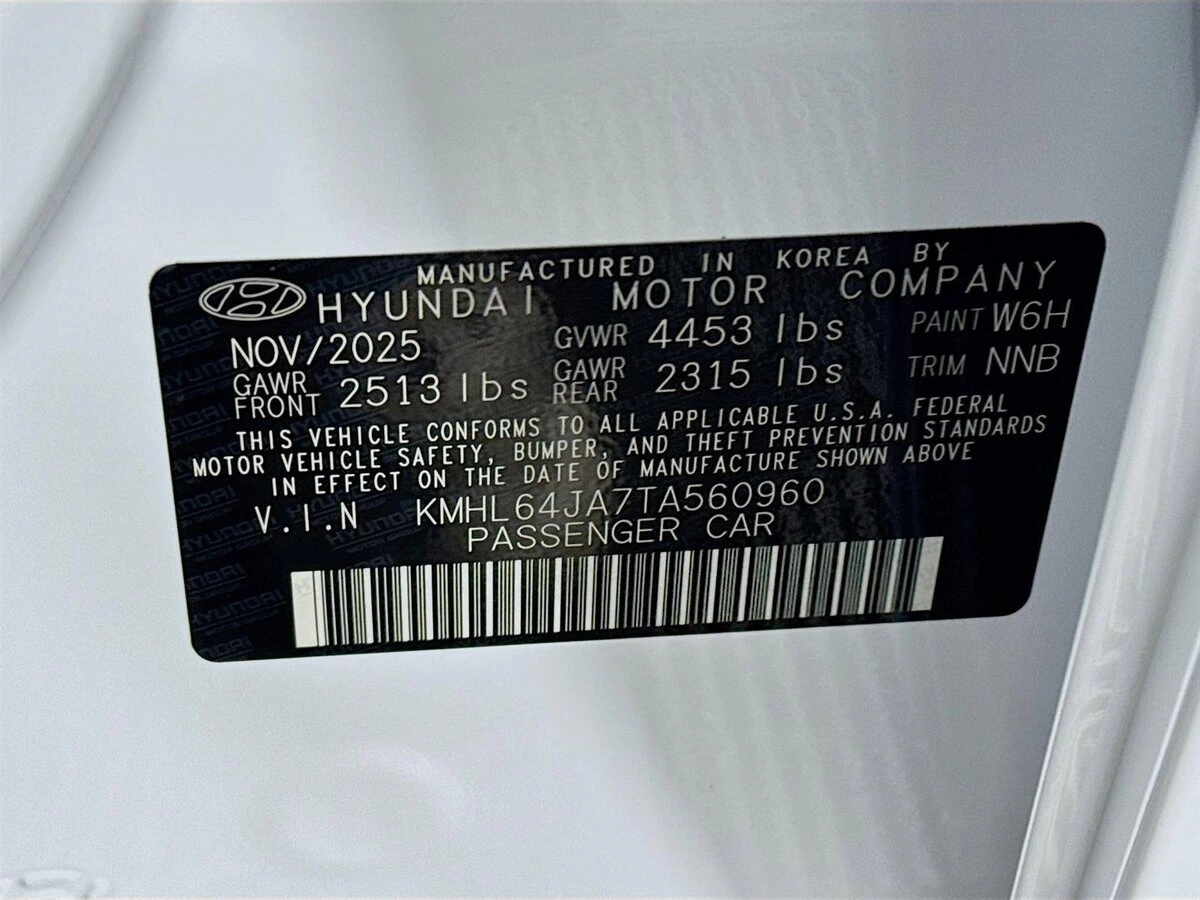 MANUFACTURED IN KOREA BY
HYUNDAI MOTOR COMPANY
NOV/2025 GVWR 4453 lbs PAINT W6H
GAWR FRONT 2513 lbs GAWR REAR 2315 lbs TRIM NNB
THIS VEHICLE CONFORMS TO ALL APPLICABLE U.S.A. FEDERAL
MOTOR VEHICLE SAFETY, BUMPER, AND THEFT PREVENTION STANDARDS
IN EFFECT ON THE DATE OF MANUFACTURE SHOWN ABOVE
V.I.N KMHL64JA7TA560960
PASSENGER CAR